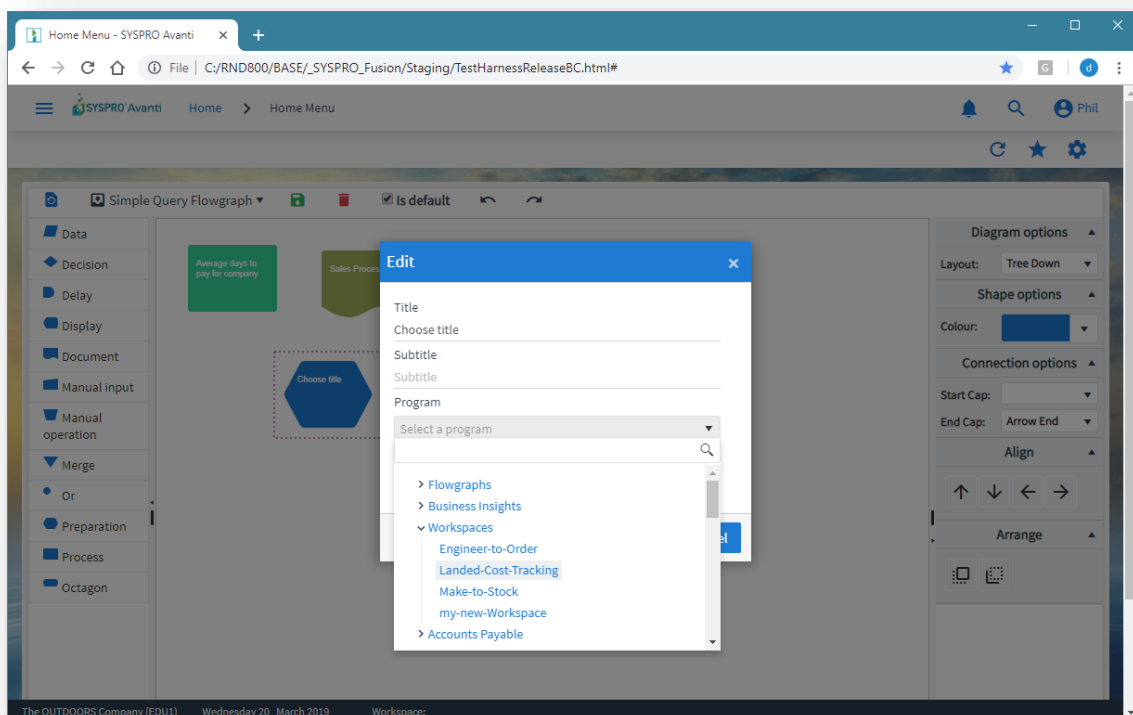 Home Menu - SYSPRO Avanti
File | C:/RND800/BASE/_SYSPRO_Fusion/Staging/TestHarnessReleaseBC.html#
G
d
SYSPRO Avanti Home > Home Menu
Phil
Simple Query Flowgraph
Is default
Data
Decision
Delay
Display
Document
Manual input
Manual
operation
Merge
Or
Preparation
Process
Octagon
Average days to
pay for company
Sales Proces
Choose title
Edit
Title
Choose title
Subtitle
Subtitle
Program
Select a program
Flowgraphs
Business Insights
Workspaces
Engineer-to-Order
Landed-Cost-Tracking
Make-to-Stock
my-new-Workspace
Accounts Payable
el
Diagram options
Layout: Tree Down
Shape options
Colour:
Connection options
Start Cap:
End Cap: Arrow End
Align
Arrange
The OUTDOORS Company (EDU1) Wednesday 20 March 2019 Workspace: